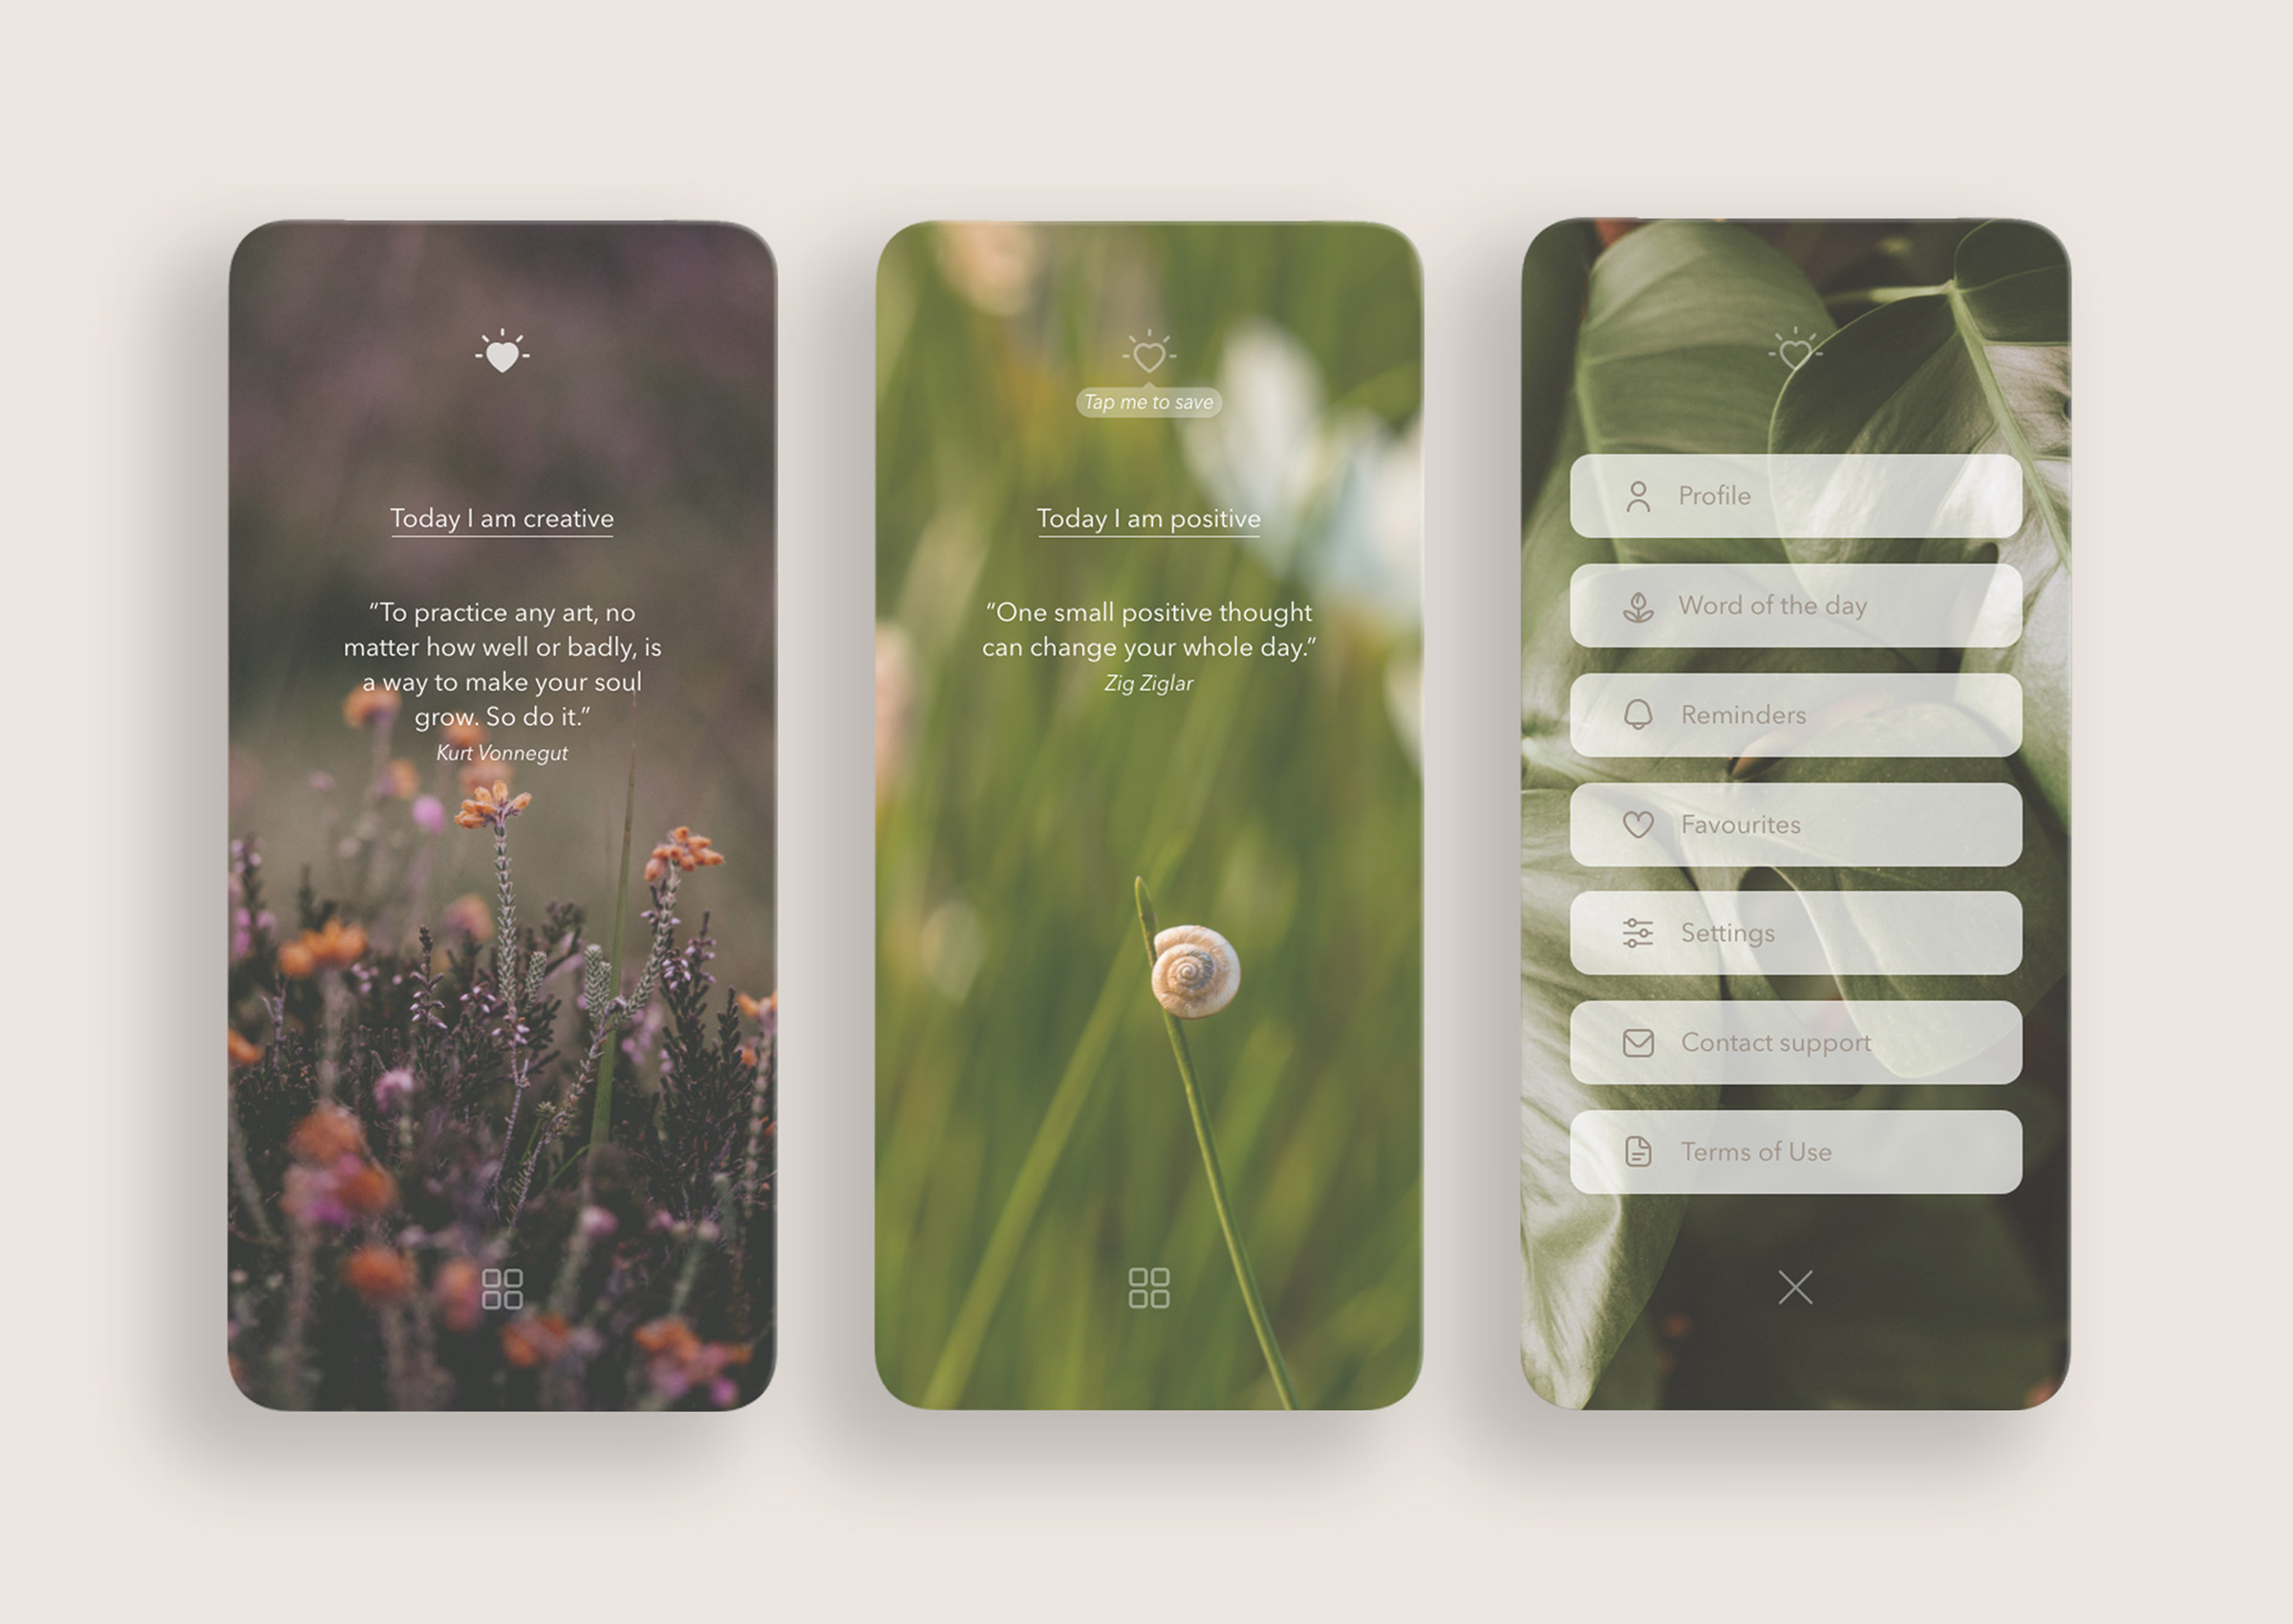 Today I am creative
“To practice any art, no
matter how well or badly, is
a way to make your soul
grow. So do it.”
Kurt Vonnegut
Tap me to save
Today I am positive
“One small positive thought
can change your whole day.”
Zig Ziglar
Profile
Word of the day
Reminders
Favourites
Settings
Contact support
Terms of Use